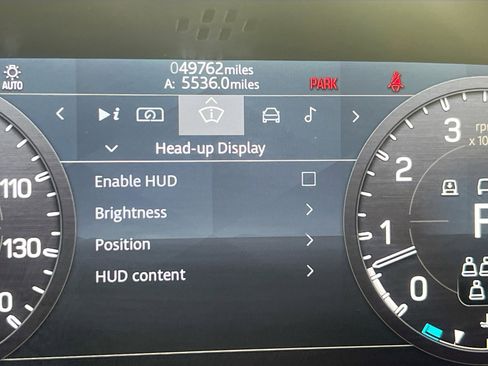 049762miles
A: 5536.0miles
PARK
AUTO
i
i
Head-up Display
Enable HUD
Brightness
Position
HUD content
110
130
3
2
1
0
x 10